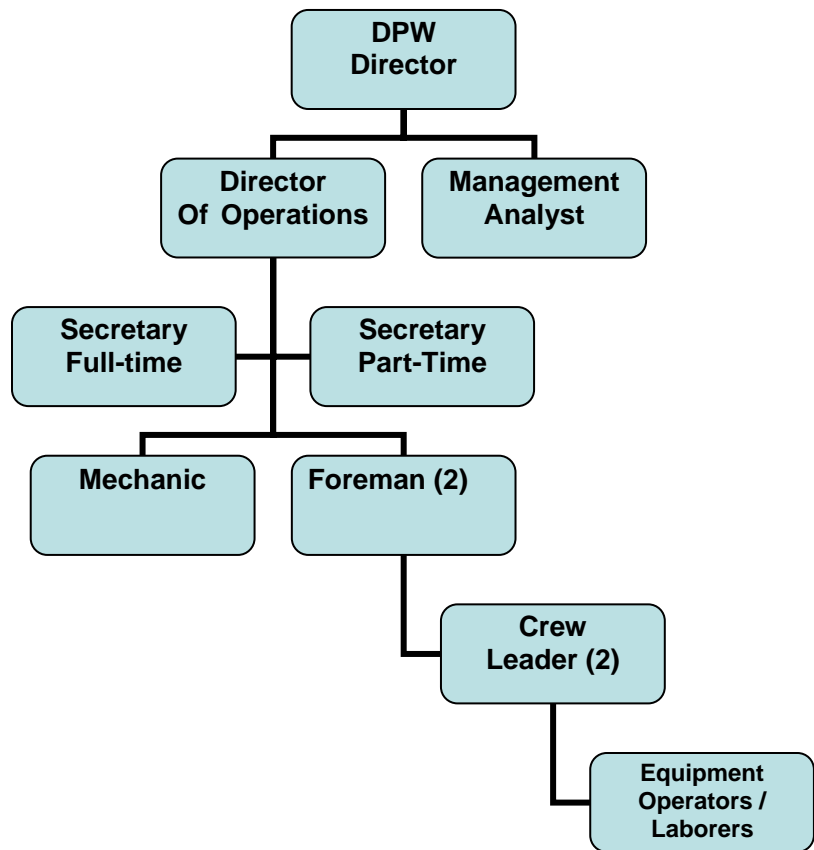 DPW
Director
Director
Of Operations
Management
Analyst
Secretary
Full-time
Secretary
Part-Time
Mechanic
Foreman (2)
Crew
Leader (2)
Equipment
Operators /
Laborers